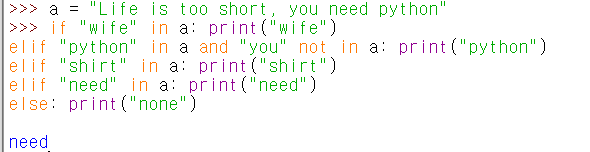 >>> a = "Life is too short, you need python"
>>> if "wife" in a: print("wife")
elif "python" in a and "you" not in a: print("python")
elif "shirt" in a: print("shirt")
elif "need" in a: print("need")
else: print("none")
need